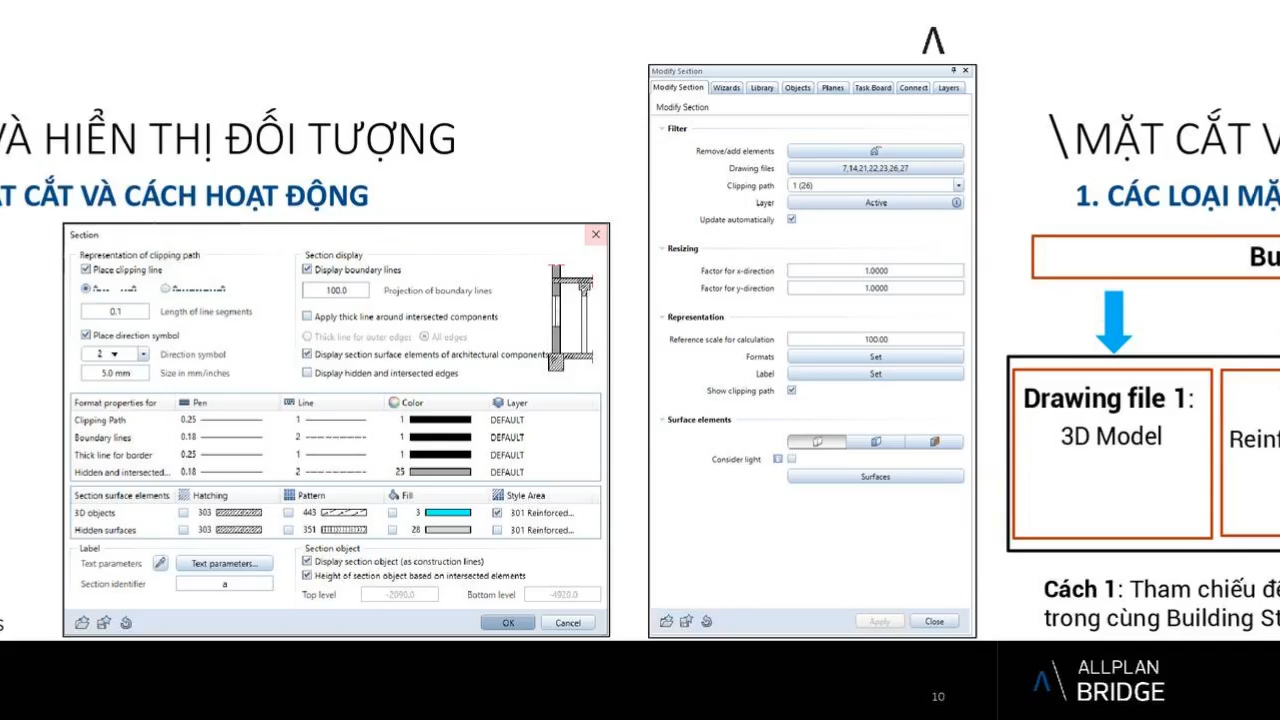 VÀ HIỂN THỊ ĐỐI TƯỢNG
ẶT CẮT VÀ CÁCH HOẠT ĐỘNG
Section
Representation of clipping path
Place clipping line
0.1 Length of line segments
Place direction symbol
2 Direction symbol
5.0 mm Size in mm/inches
Section display
Display boundary lines
100.0 Projection of boundary lines
Apply thick line around intersected components
Thick line for outer edges All edges
Display section surface elements of architectural components
Display hidden and intersected edges
Format properties for Pen Line Color Layer
Clipping Path 0.25 1 1 DEFAULT
Boundary lines 0.18 2 1 DEFAULT
Thick line for border 0.25 1 1 DEFAULT
Hidden and intersected... 0.18 2 25 DEFAULT
Section surface elements Hatching Pattern Fill Style Area
3D objects 303 443 3 301 Reinforced...
Hidden surfaces 303 351 28 301 Reinforced...
Label
Text parameters Text parameters...
Section identifier a
Section object
Display section object (as construction lines)
Height of section object based on intersected elements
Top level -2090.0 Bottom level -4920.0
OK Cancel
S
Modify Section
Modify Section Wizards Library Objects Planes Task Board Connect Layers
Modify Section
Filter
Remove/add elements
Drawing files 7,14,21,22,23,26,27
Clipping path 1 (26)
Layer Active
Update automatically
Resizing
Factor for x-direction 1.0000
Factor for y-direction 1.0000
Representation
Reference scale for calculation 100.00
Formats Set
Label Set
Show clipping path
Surface elements
Consider light
Surfaces
Apply Close
10
\MẶT CẮT V
1. CÁC LOẠI MẶ
Bu
Drawing file 1:
3D Model
Reinf
Cách 1: Tham chiếu đế
trong cùng Building St
ALLPLAN
BRIDGE